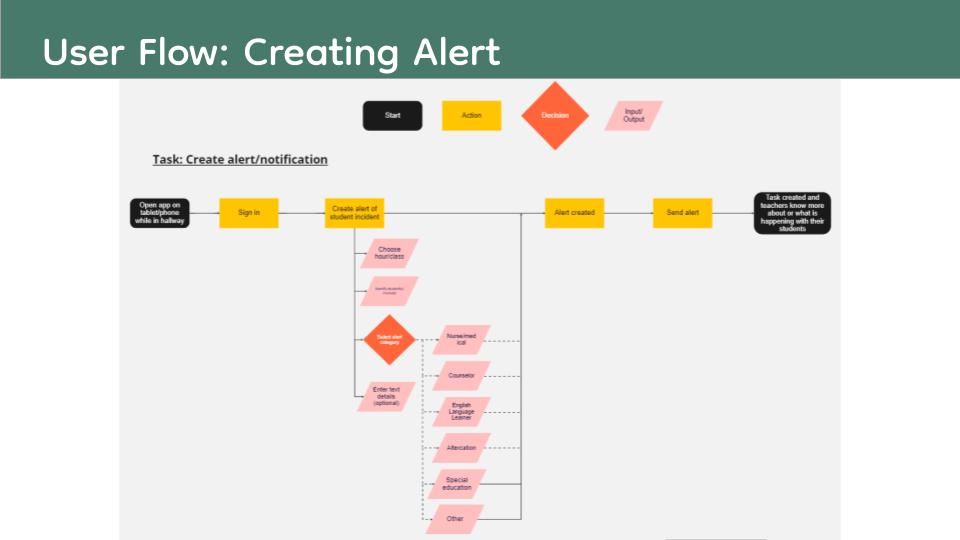 User Flow: Creating Alert
Start
Action
Decision
Input/
Output
Task: Create alert/notification
Open app on
tablet/phone
while in hallway
Sign in
Create alert of
student incident
Alert created
Send alert
Task created and
teachers know more
about or what is
happening with their
students
Choose
hour/class
Select alert
category
Enter text
details
(optional)
Nurse/med
ical
Counselor
English
Language
Learner
Altercation
Special
education
Other